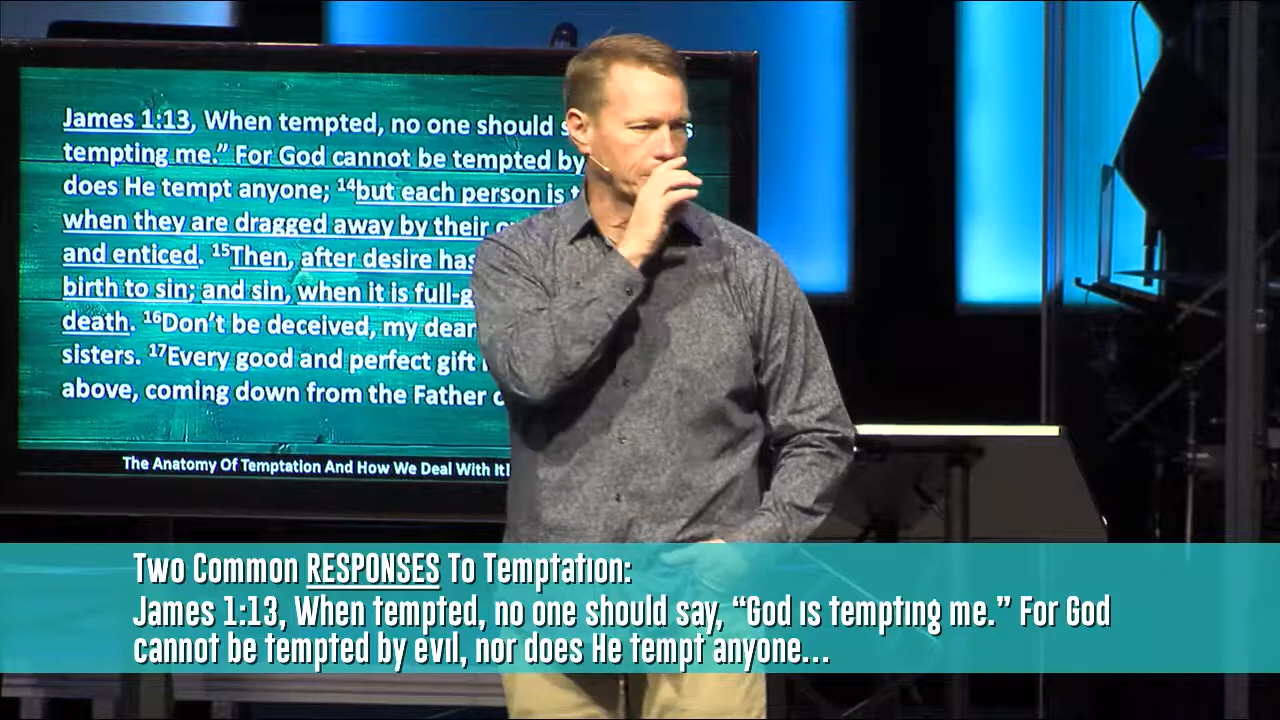 James 1:13, When tempted, no one should s
tempting me.” For God cannot be tempted by
does He tempt anyone; ¹⁴but each person is t
when they are dragged away by their o
and enticed. ¹⁵Then, after desire has
birth to sin; and sin, when it is full-g
death. ¹⁶Don’t be deceived, my dear
sisters. ¹⁷Every good and perfect gift
above, coming down from the Father o
The Anatomy Of Temptation And How We Deal With It!
Two Common RESPONSES To Temptation:
James 1:13, When tempted, no one should say, “God is tempting me.” For God
cannot be tempted by evil, nor does He tempt anyone...